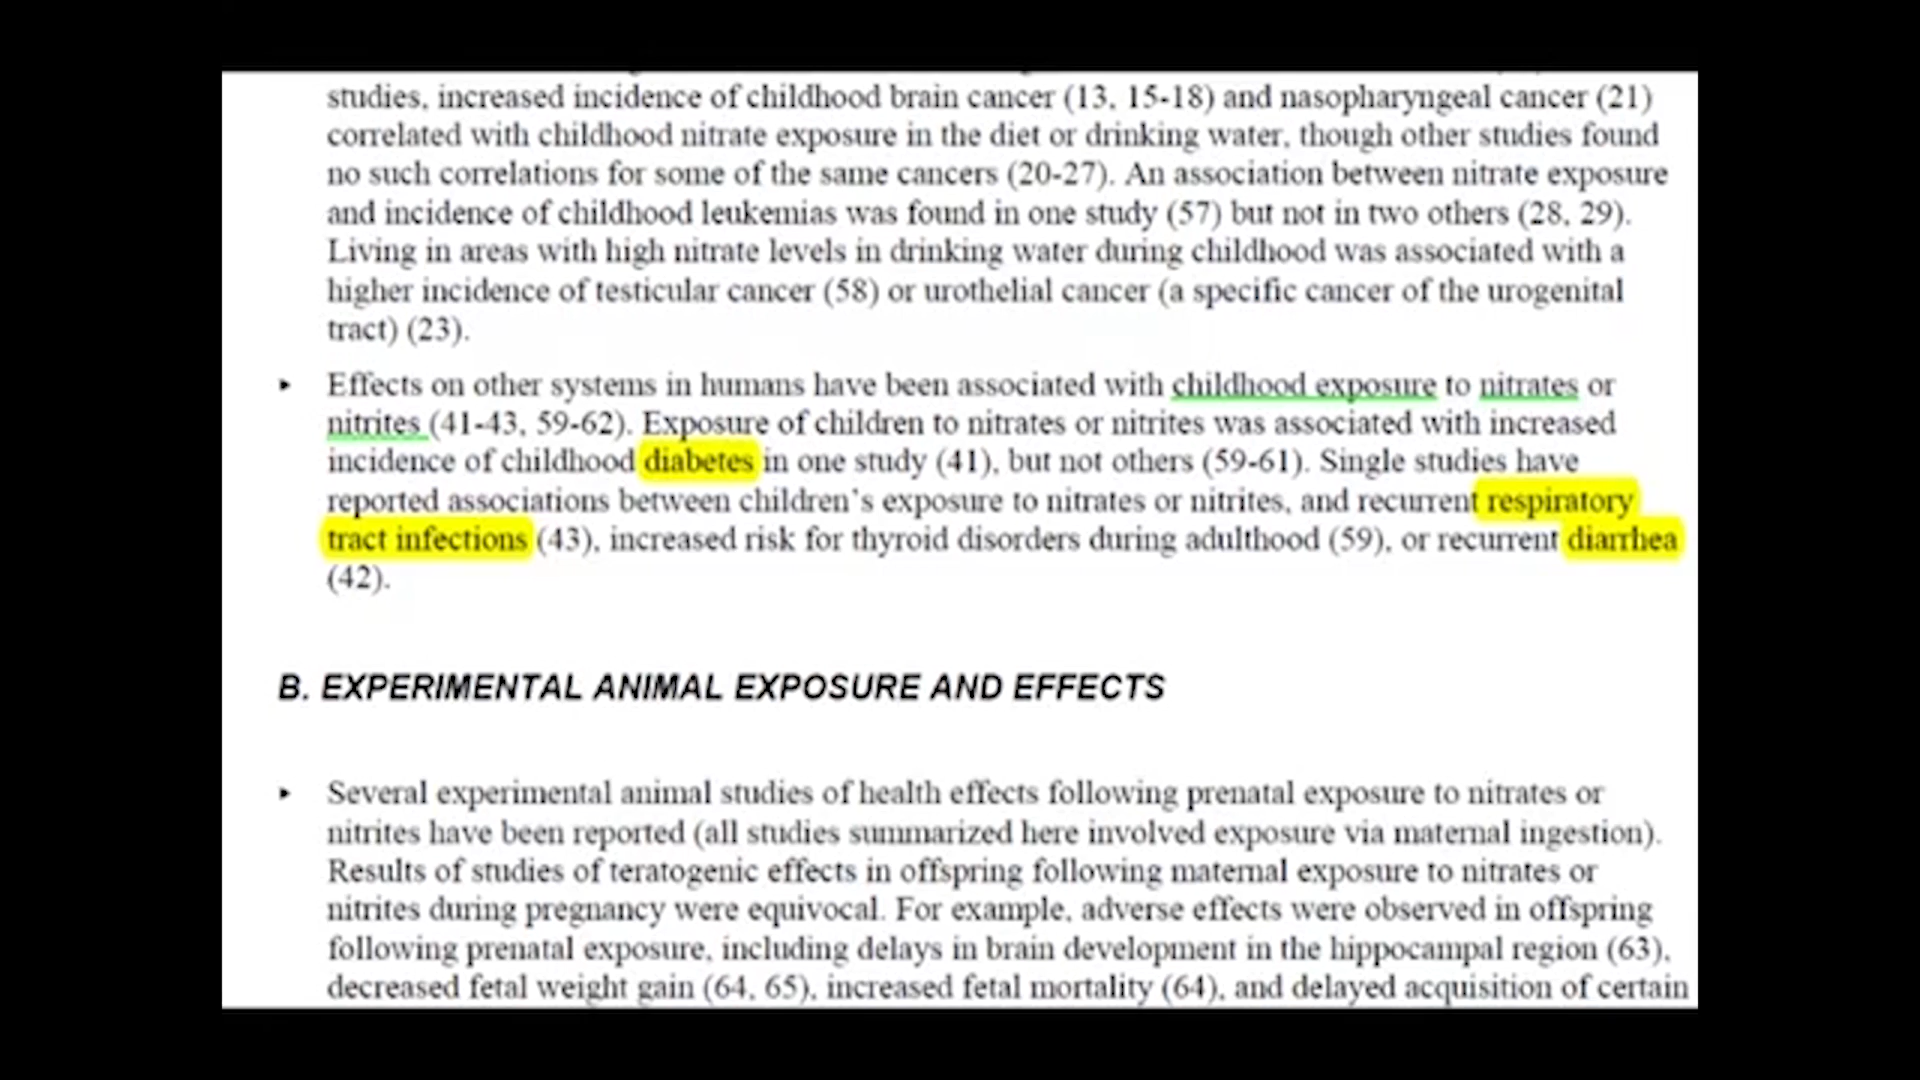 studies, increased incidence of childhood brain cancer (13, 15-18) and nasopharyngeal cancer (21)
correlated with childhood nitrate exposure in the diet or drinking water, though other studies found
no such correlations for some of the same cancers (20-27). An association between nitrate exposure
and incidence of childhood leukemias was found in one study (57) but not in two others (28, 29).
Living in areas with high nitrate levels in drinking water during childhood was associated with a
higher incidence of testicular cancer (58) or urothelial cancer (a specific cancer of the urogenital
tract) (23).
‣ Effects on other systems in humans have been associated with childhood exposure to nitrates or
nitrites (41-43, 59-62). Exposure of children to nitrates or nitrites was associated with increased
incidence of childhood diabetes in one study (41), but not others (59-61). Single studies have
reported associations between children's exposure to nitrates or nitrites, and recurrent respiratory
tract infections (43), increased risk for thyroid disorders during adulthood (59), or recurrent diarrhea
(42).
B. EXPERIMENTAL ANIMAL EXPOSURE AND EFFECTS
‣ Several experimental animal studies of health effects following prenatal exposure to nitrates or
nitrites have been reported (all studies summarized here involved exposure via maternal ingestion).
Results of studies of teratogenic effects in offspring following maternal exposure to nitrates or
nitrites during pregnancy were equivocal. For example, adverse effects were observed in offspring
following prenatal exposure, including delays in brain development in the hippocampal region (63),
decreased fetal weight gain (64, 65), increased fetal mortality (64), and delayed acquisition of certain